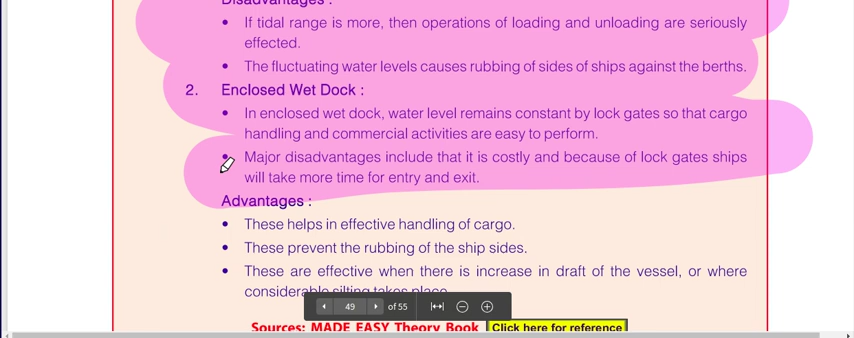 Disadvantages :
• If tidal range is more, then operations of loading and unloading are seriously
effected.
• The fluctuating water levels causes rubbing of sides of ships against the berths.
2. Enclosed Wet Dock :
• In enclosed wet dock, water level remains constant by lock gates so that cargo
handling and commercial activities are easy to perform.
• Major disadvantages include that it is costly and because of lock gates ships
will take more time for entry and exit.
Advantages :
• These helps in effective handling of cargo.
• These prevent the rubbing of the ship sides.
• These are effective when there is increase in draft of the vessel, or where
considerable silting takes place
49 of 55
Sources: MADE EASY Theory Book Click here for reference